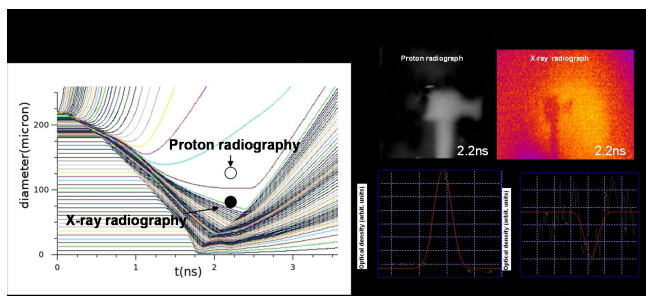 diameter(micron)
200
100
0
0
1
2
3
t(ns)
Proton radiography
X-ray radiography
Proton radiograph
2.2ns
X-ray radiograph
2.2ns
Optical density (arbit. units)
Optical density (arbit. units)